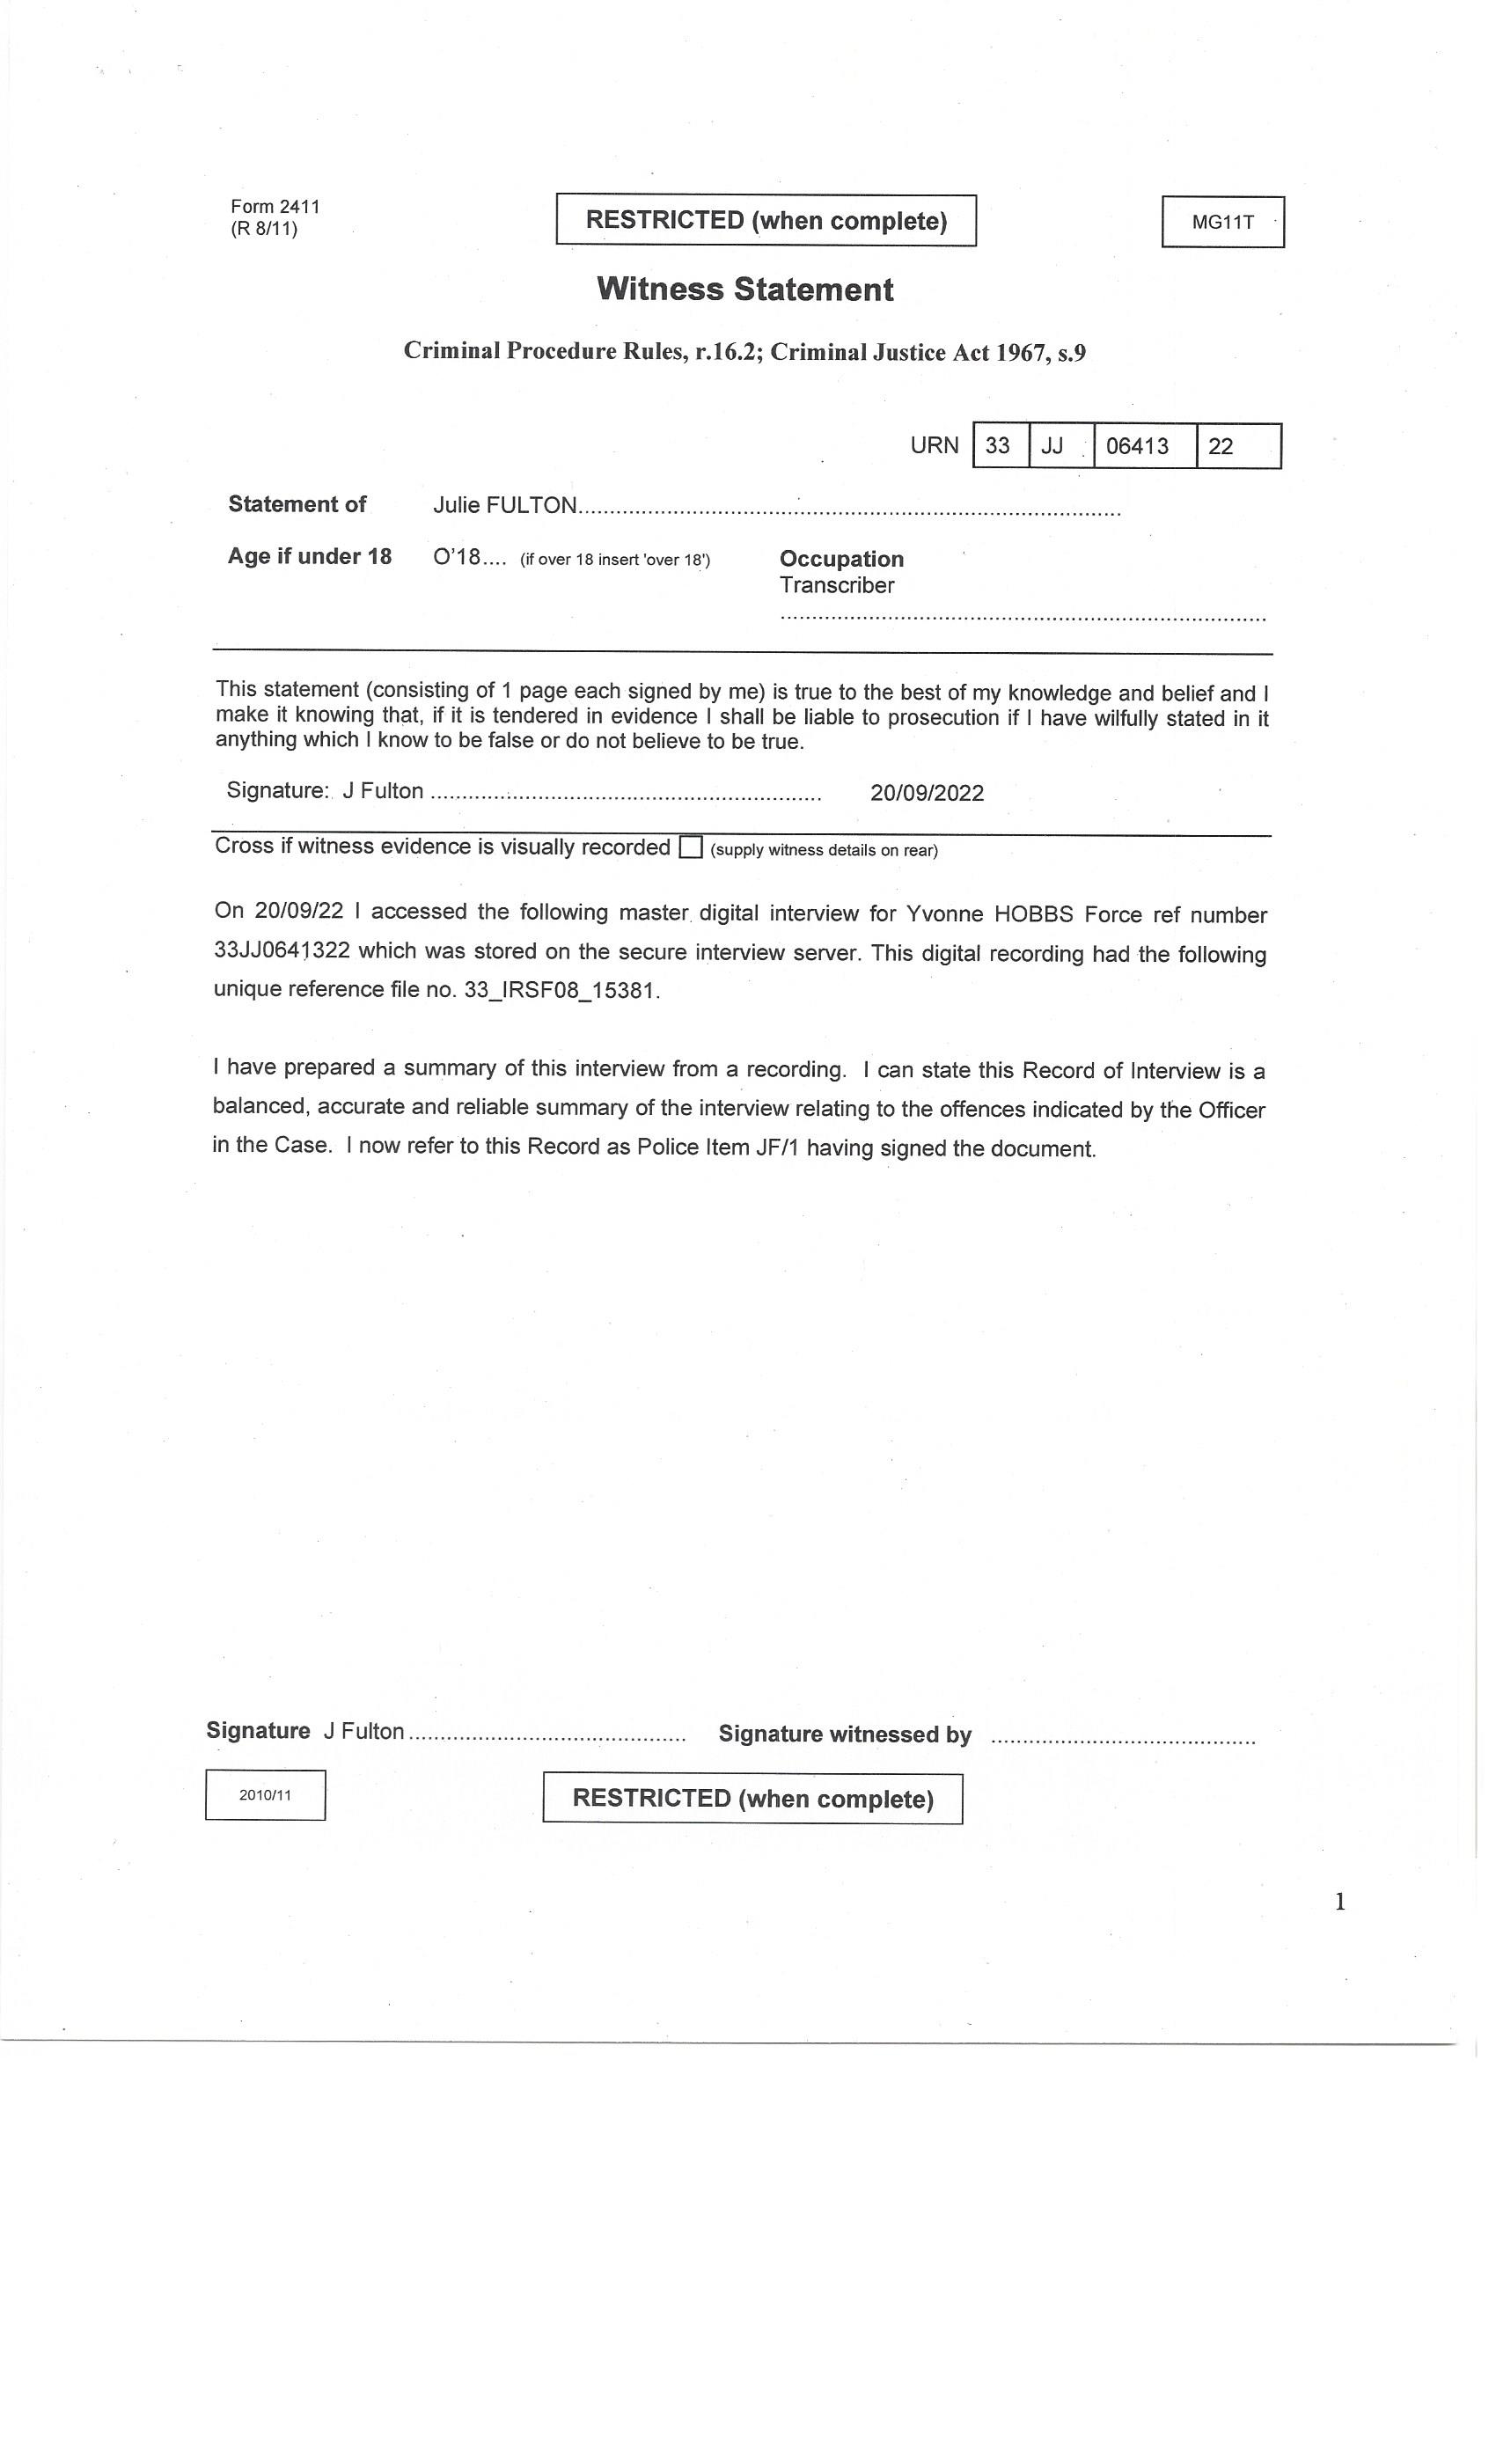 Form 2411
(R 8/11)
RESTRICTED (when complete)
MG11T
Witness Statement
Criminal Procedure Rules, r.16.2; Criminal Justice Act 1967, s.9
URN 33 JJ 06413 22
Statement of Julie FULTON
Age if under 18 O'18.... (if over 18 insert 'over 18') Occupation
Transcriber
This statement (consisting of 1 page each signed by me) is true to the best of my knowledge and belief and I
make it knowing that, if it is tendered in evidence I shall be liable to prosecution if I have wilfully stated in it
anything which I know to be false or do not believe to be true.
Signature: J Fulton 20/09/2022
Cross if witness evidence is visually recorded (supply witness details on rear)
On 20/09/22 I accessed the following master digital interview for Yvonne HOBBS Force ref number
33JJ0641322 which was stored on the secure interview server. This digital recording had the following
unique reference file no. 33_IRSF08_15381.
I have prepared a summary of this interview from a recording. I can state this Record of Interview is a
balanced, accurate and reliable summary of the interview relating to the offences indicated by the Officer
in the Case. I now refer to this Record as Police Item JF/1 having signed the document.
Signature J Fulton Signature witnessed by
2010/11
RESTRICTED (when complete)
1